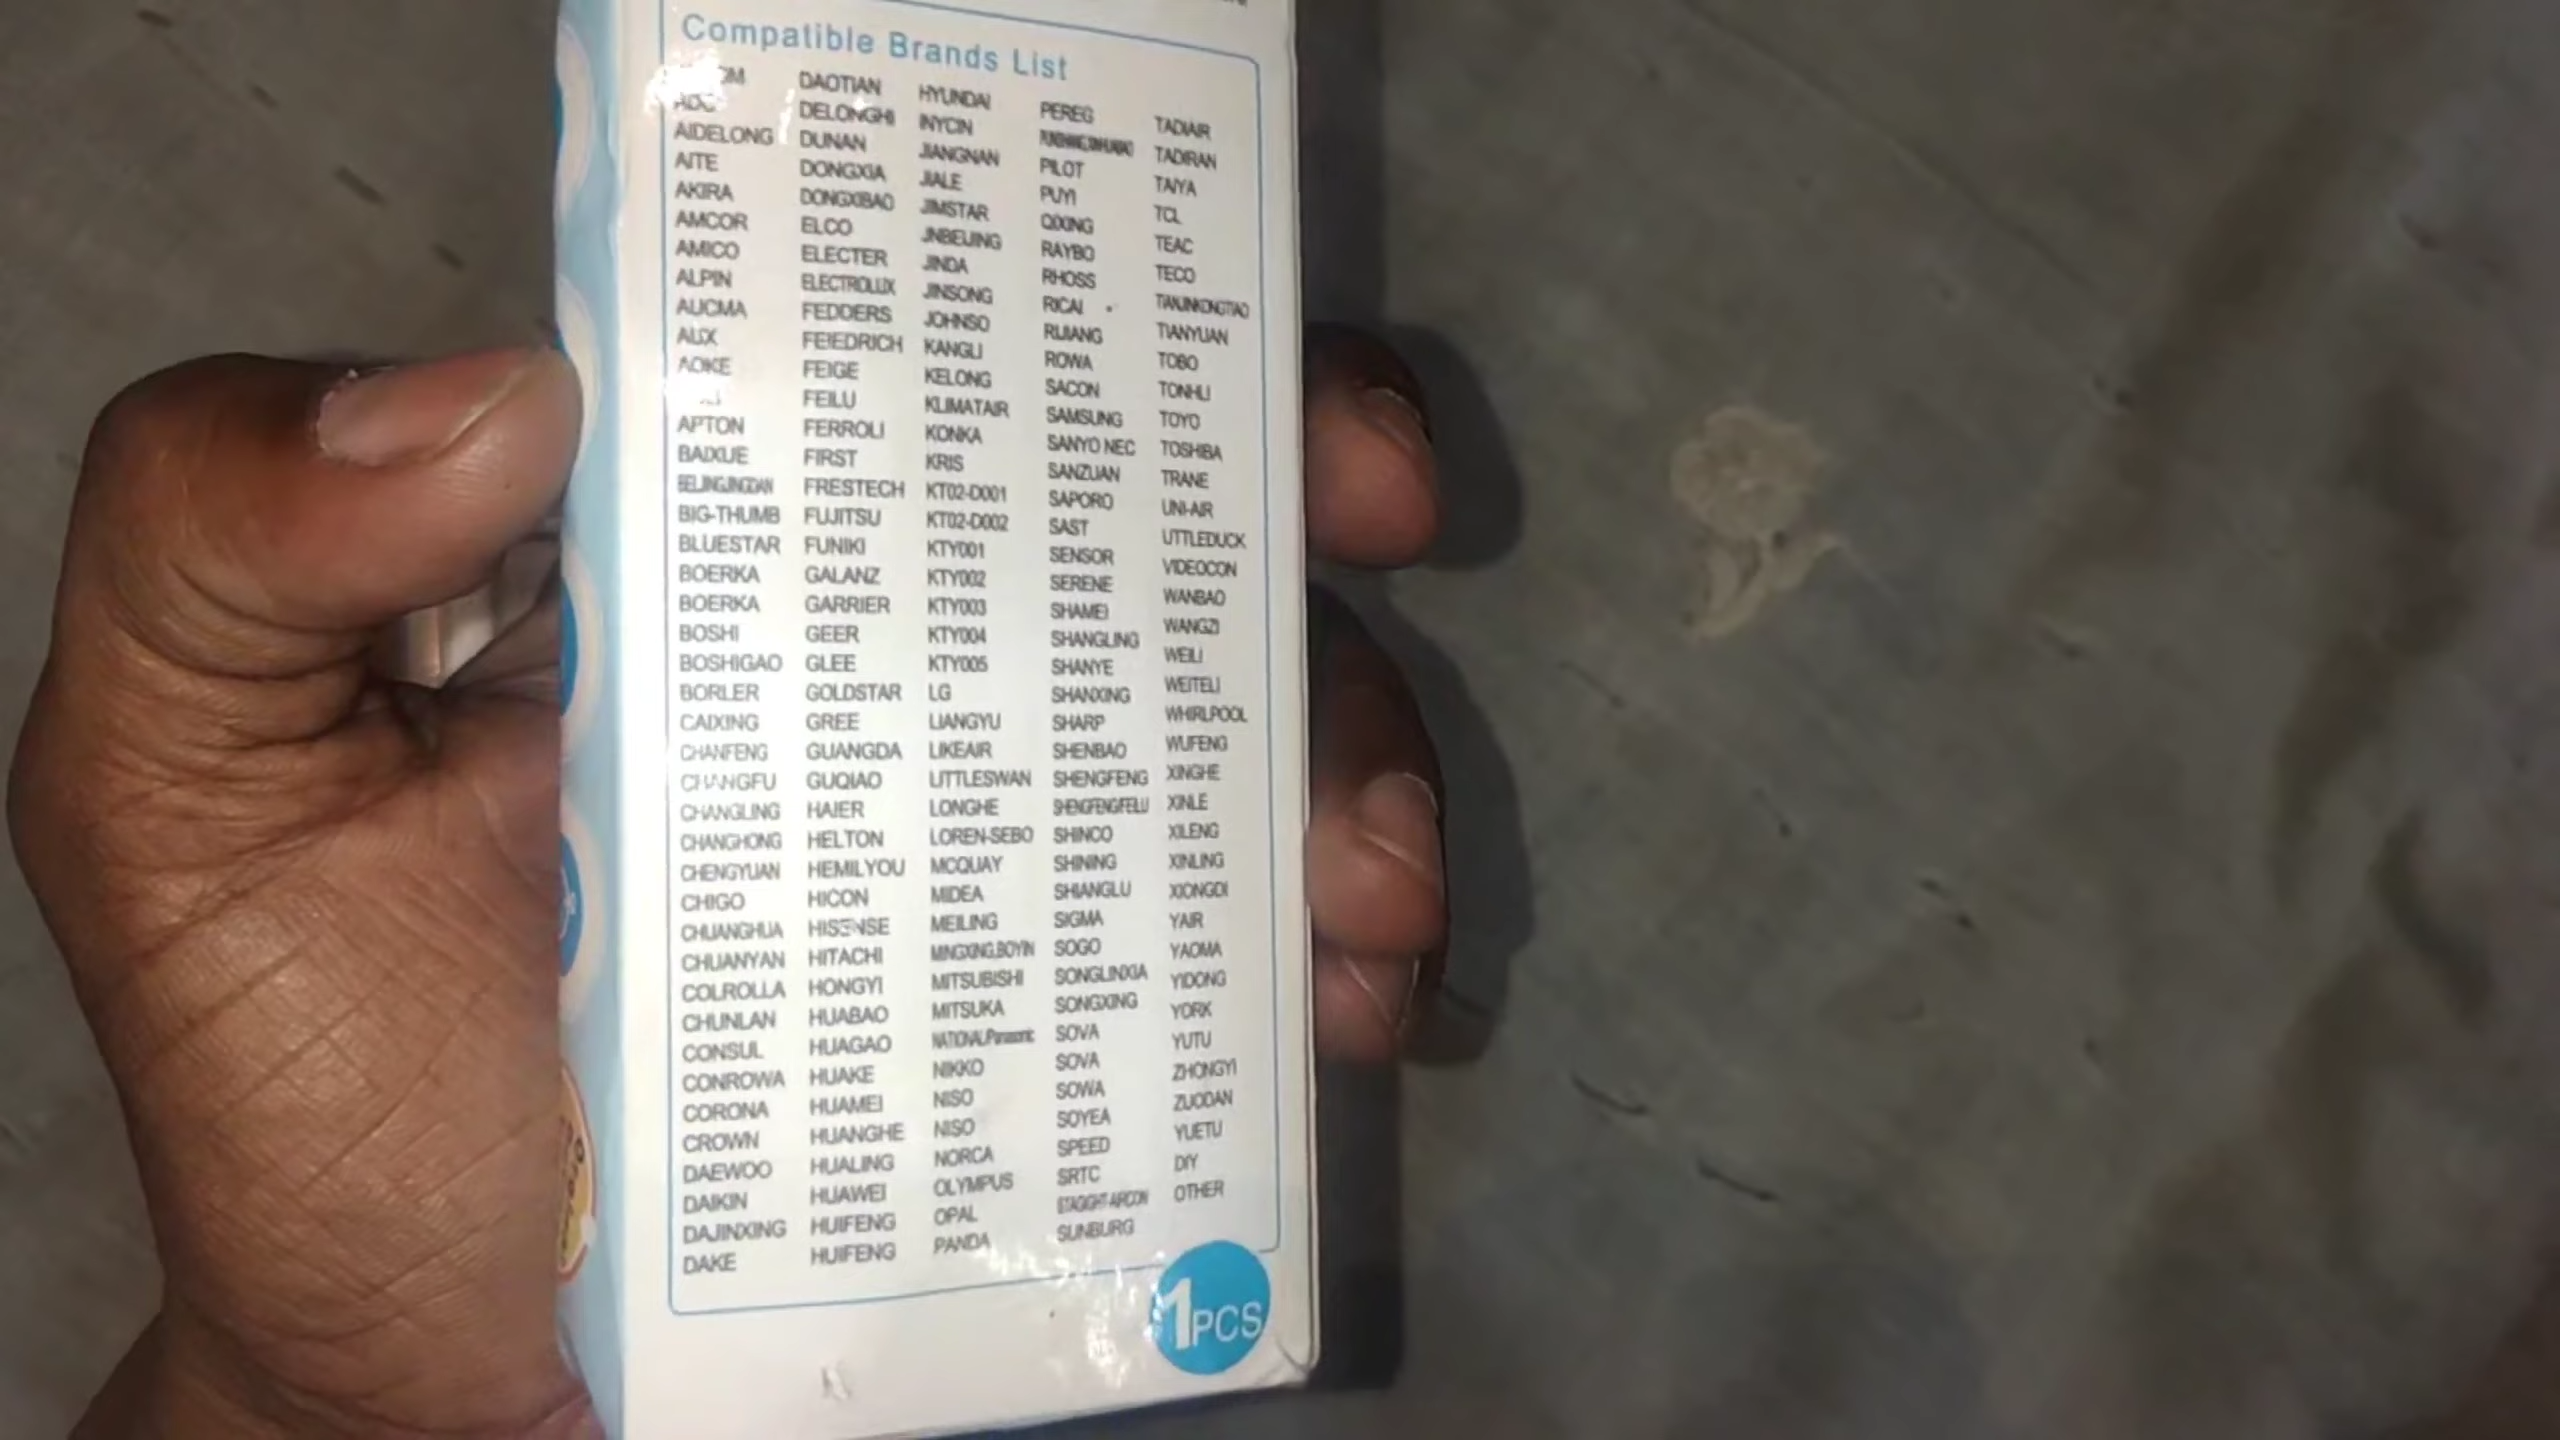 Compatible Brands List
AIDELONG
AITE
AKIRA
AMCOR
AMICO
ALPIN
AUCMA
AUX
AOKE
APTON
BAIXUE
BIG-THUMB
BLUESTAR
BOERKA
BOERKA
BOSHI
BOSHIGAO
BORLER
CAIXING
CHANFENG
CHANGFU
CHANGLING
CHANGHONG
CHENGYUAN
CHIGO
CHUANGHUA
CHUANYAN
COLROLLA
CHUNLAN
CONSUL
CONROWA
CORONA
CROWN
DAEWOO
DAIKIN
DAJINXING
DAKE
DAOTIAN
DELONGHI
DUNAN
DONGXIA
DONGXIBAO
ELCO
ELECTER
ELECTROLUX
FEDDERS
FEIEDRICH
FEIGE
FEILU
FERROLI
FIRST
FRESTECH
FUJITSU
FUNIKI
GALANZ
GARRIER
GEER
GLEE
GOLDSTAR
GREE
GUANGDA
GUQIAO
HAIER
HELTON
HEMILYOU
HICON
HISENSE
HITACHI
HONGYI
HUABAO
HUAGAO
HUAKE
HUAMEI
HUANGHE
HUALING
HUAWEI
HUIFENG
HUIFENG
HYUNDAI
INYCIN
JIANGNAN
JIALE
JIMSTAR
JNBEIJING
JINDA
JINSONG
JOHNSO
KANGLI
KELONG
KLIMATAIR
KONKA
KRIS
KT02-D001
KT02-D002
KTY001
KTY002
KTY003
KTY004
KTY005
LG
LIANGYU
LIKEAIR
LITTLESWAN
LONGHE
LOREN-SEBO
MCQUAY
MIDEA
MEILING
MINGXING,BOYIN
MITSUBISHI
MITSUKA
NATIONAL/Panasonic
NIKKO
NISO
NISO
NORCA
OLYMPUS
OPAL
PANDA
PEREG
PILOT
PUYI
QIXING
RAYBO
RHOSS
RICAI
RIJIANG
ROWA
SACON
SAMSUNG
SANYO NEC
SANZUAN
SAPORO
SAST
SENSOR
SERENE
SHAMEI
SHANGLING
SHANYE
SHANXING
SHARP
SHENBAO
SHENGFENG
SHENGFENGFEILU
SHINCO
SHINING
SHIANGLU
SIGMA
SOGO
SONGLINXIA
SONGXING
SOVA
SOVA
SOWA
SOYEA
SPEED
SRTC
SUNBURG
TADIAIR
TADIRAN
TAIYA
TCL
TEAC
TECO
TIANJINKONGTIAO
TIANYUAN
TOBO
TONHLI
TOYO
TOSHIBA
TRANE
UNI-AIR
UTTLEDUCK
VIDEOCON
WANBAO
WANGZI
WEILI
WEITELI
WHIRLPOOL
WUFENG
XINGHE
XINLE
XILENG
XINLING
XIONGDI
YAIR
YAOMA
YIDONG
YORK
YUTU
ZHONGYI
ZUODAN
YUETU
DIY
OTHER
1PCS